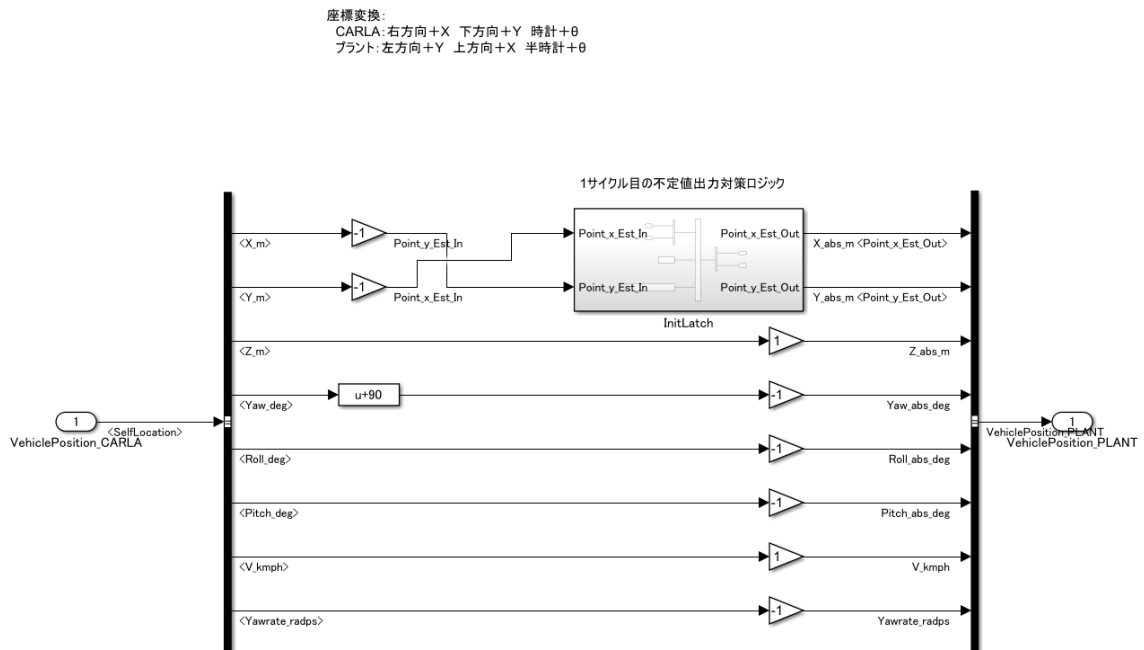 座標変換:
CARLA:右方向+X 下方向+Y 時計+θ
プラント:左方向+Y 上方向+X 半時計+θ
1サイクル目の不定値出力対策ロジック
<X_m>
-1
Point_y_Est_In
Point_x_Est_In
Point_x_Est_Out
X_abs_m <Point_x_Est_Out>
<Y_m>
-1
Point_x_Est_In
Point_y_Est_In
Point_y_Est_Out
Y_abs_m <Point_y_Est_Out>
InitLatch
<Z_m>
1
Z_abs_m
<Yaw_deg>
u+90
-1
Yaw_abs_deg
1
<SelfLocation>
VehiclePosition_CARLA
VehiclePosition_PLANT
1
VehiclePosition_PLANT
<Roll_deg>
-1
Roll_abs_deg
<Pitch_deg>
-1
Pitch_abs_deg
<V_kmph>
1
V_kmph
<Yawrate_radps>
-1
Yawrate_radps